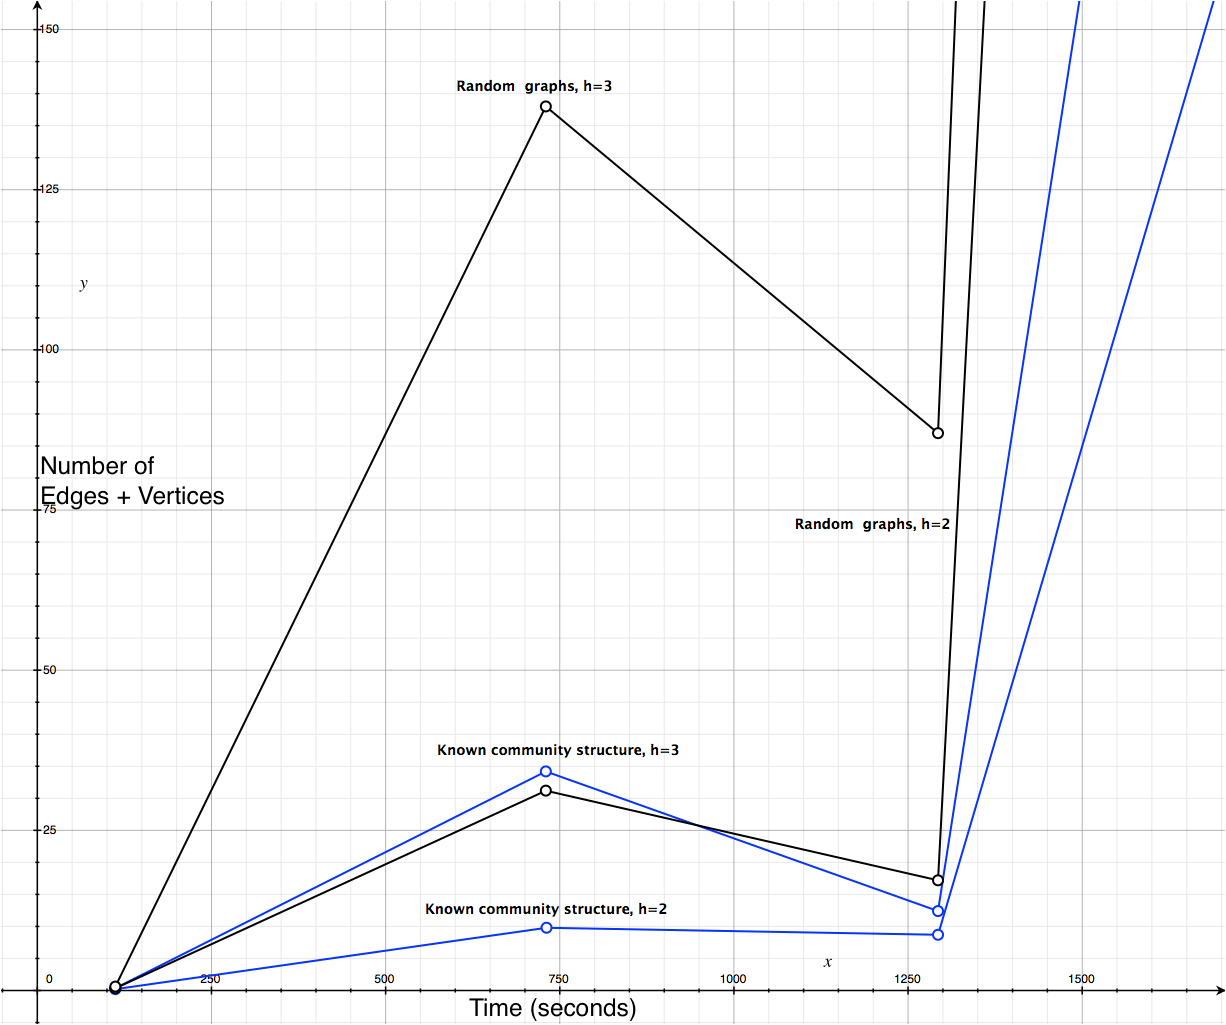 150
Random graphs, h=3
125
y
100
Number of
Edges + Vertices
75
Random graphs, h=2
50
Known community structure, h=3
25
Known community structure, h=2
x
0 250 500 750 1000 1250 1500
Time (seconds)